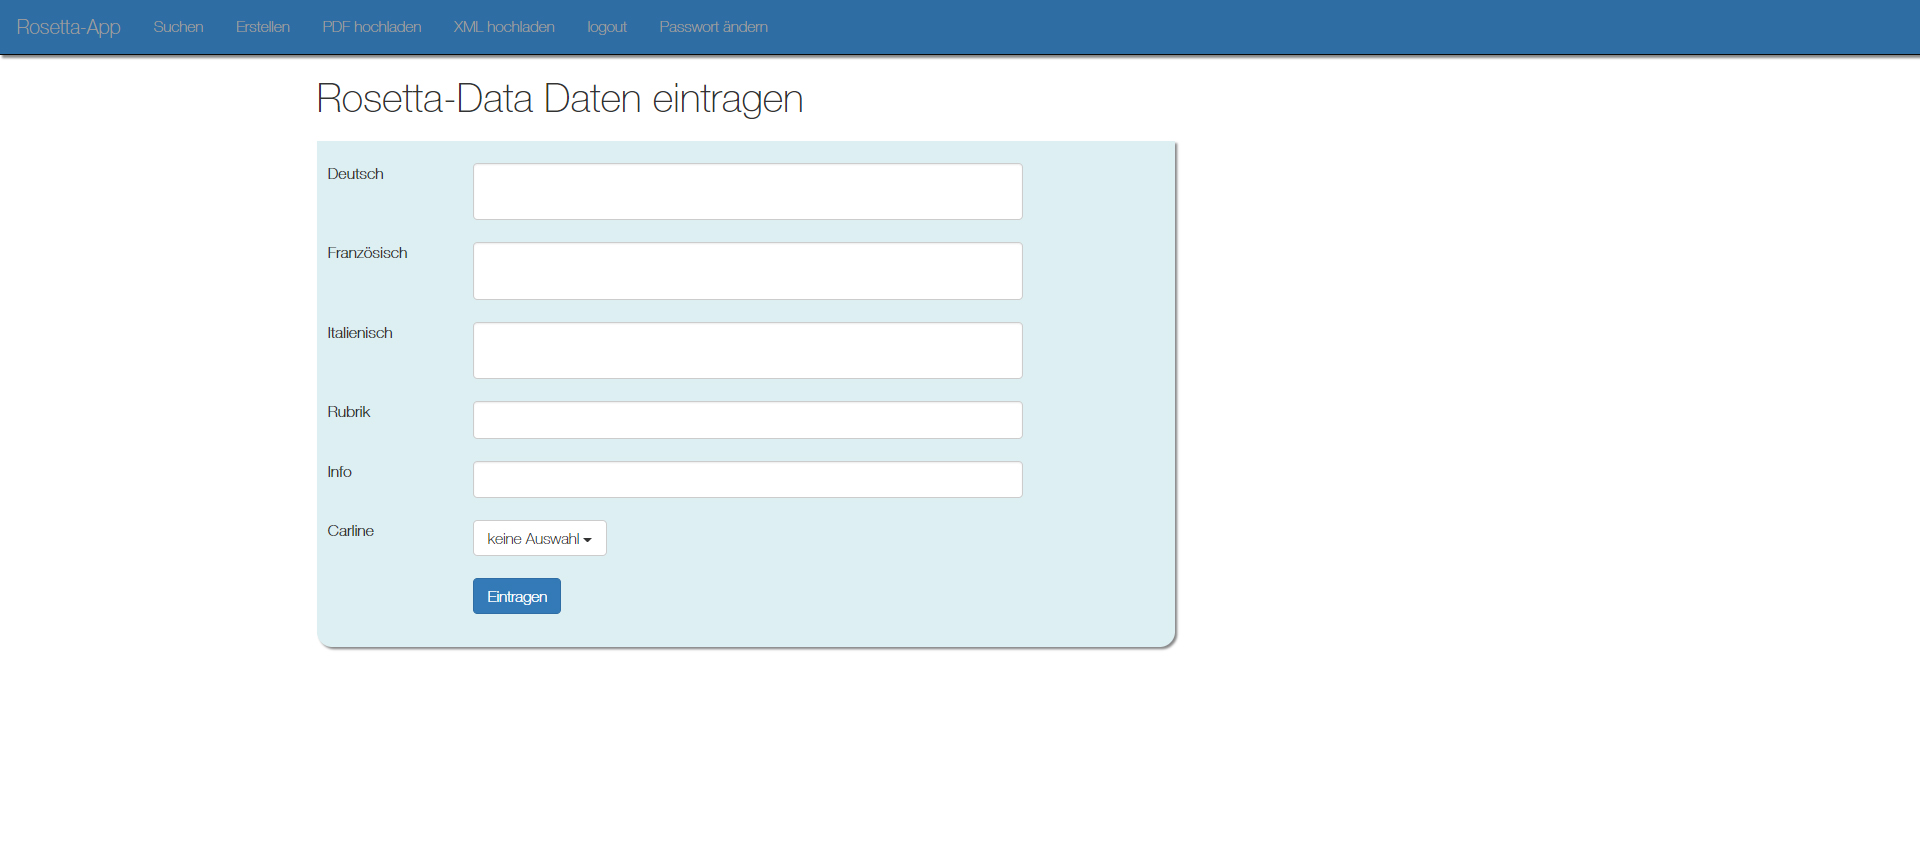 Rosetta-App Suchen Erstellen PDF hochladen XML hochladen logout Passwort ändern
Rosetta-Data Daten eintragen
Deutsch
Französisch
Italienisch
Rubrik
Info
Carline keine Auswahl
Eintragen